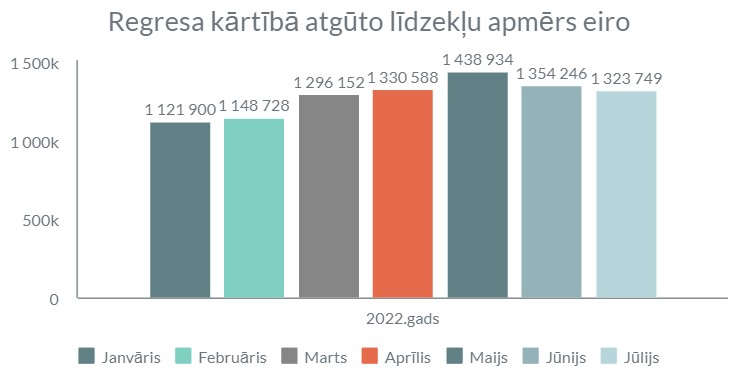 Regresa kārtībā atgūto līdzekļu apmērs eiro
1 438 934
1 500k
1 330 588
1 354 246
1 323 749
1 296 152
1 121 900
1 148 728
1 000k
500k
0
2022.gads
Janvāris Februāris Marts Aprīlis Maijs Jūnijs Jūlijs